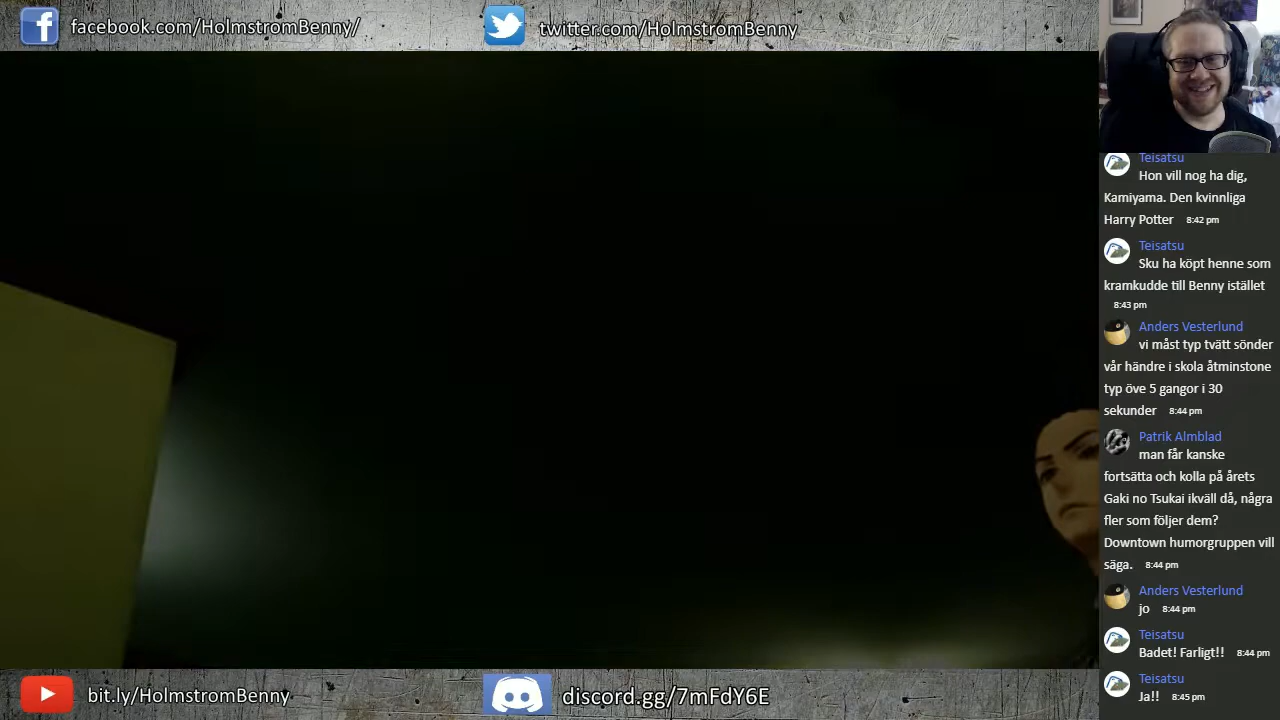 facebook.com/HolmstromBenny/
twitter.com/HolmstromBenny
Teisatsu
Hon vill nog ha dig,
Kamiyama. Den kvinnliga
Harry Potter 8:42 pm
Teisatsu
Sku ha köpt henne som
kramkudde till Benny istället
8:43 pm
Anders Vesterlund
vi måst typ tvätt sönder
vår händre i skola åtminstone
typ öve 5 gangor i 30
sekunder 8:44 pm
Patrik Almblad
man får kanske
fortsätta och kolla på årets
Gaki no Tsukai ikväll då, några
fler som följer dem?
Downtown humorgruppen vill
säga. 8:44 pm
Anders Vesterlund
jo 8:44 pm
Teisatsu
Badet! Farligt!! 8:44 pm
Teisatsu
Ja!! 8:45 pm
bit.ly/HolmstromBenny
discord.gg/7mFdY6E